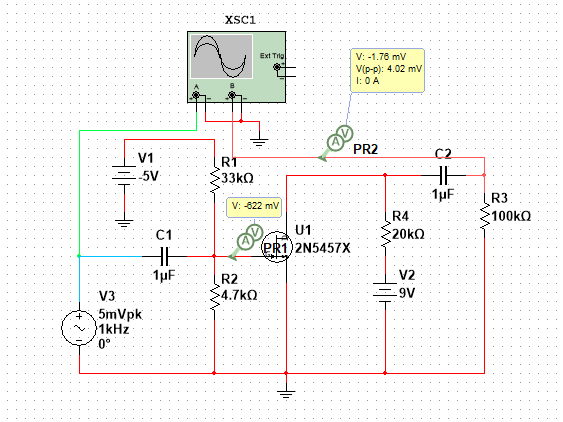 XSC1
Ext Trig
+
-
A
B
+ - + -
V: -1.76 mV
V(p-p): 4.02 mV
I: 0 A
A V
PR2
V1
-5V
R1
33kΩ
C2
1µF
R3
100kΩ
V: -622 mV
A V
C1
1µF
U1
PR1
2N5457X
R4
20kΩ
R2
4.7kΩ
V2
9V
V3
5mVpk
1kHz
0°